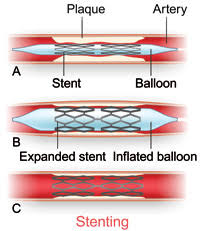 Plaque Artery
A
Stent Balloon
B
Expanded stent Inflated balloon
C
Stenting